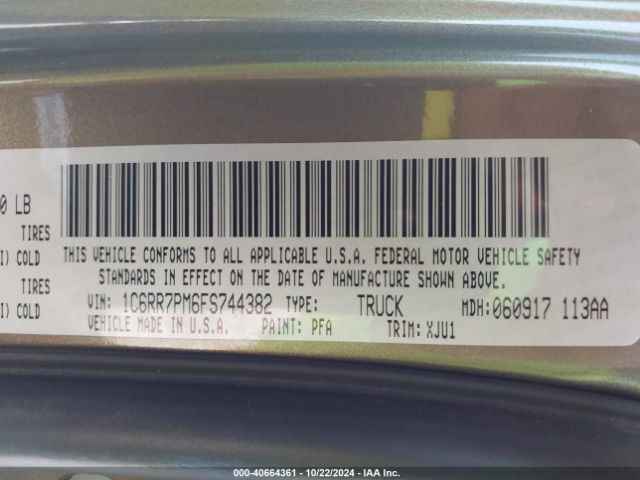 0 LB
TIRES
I) COLD
TIRES
I) COLD
THIS VEHICLE CONFORMS TO ALL APPLICABLE U.S.A. FEDERAL MOTOR VEHICLE SAFETY
STANDARDS IN EFFECT ON THE DATE OF MANUFACTURE SHOWN ABOVE.
VIN: 1C6RR7PM6FS744382 TYPE: TRUCK MDH:060917 113AA
VEHICLE MADE IN U.S.A. PAINT: PFA TRIM: XJU1
000-40664361 - 10/22/2024 - IAA Inc.